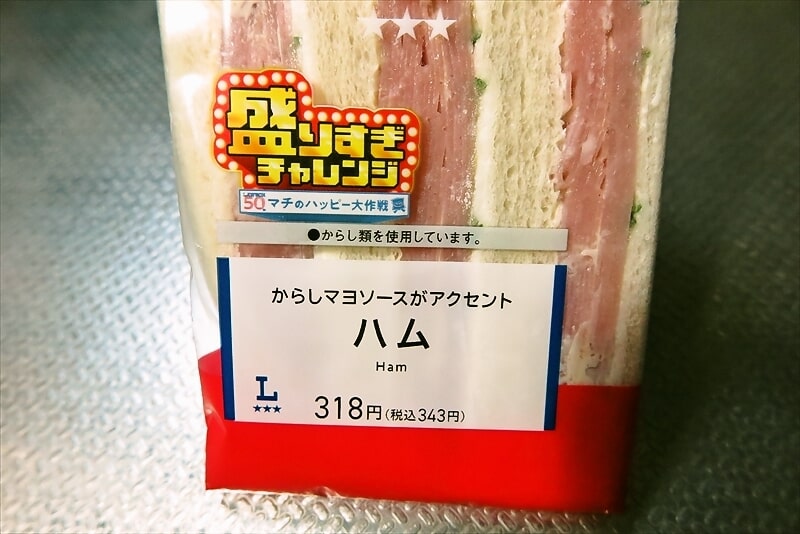 盛りすぎ
チャレンジ
LAWSON
50th マチのハッピー大作戦
●からし類を使用しています。
からしマヨソースがアクセント
ハム
Ham
L
318円(税込343円)